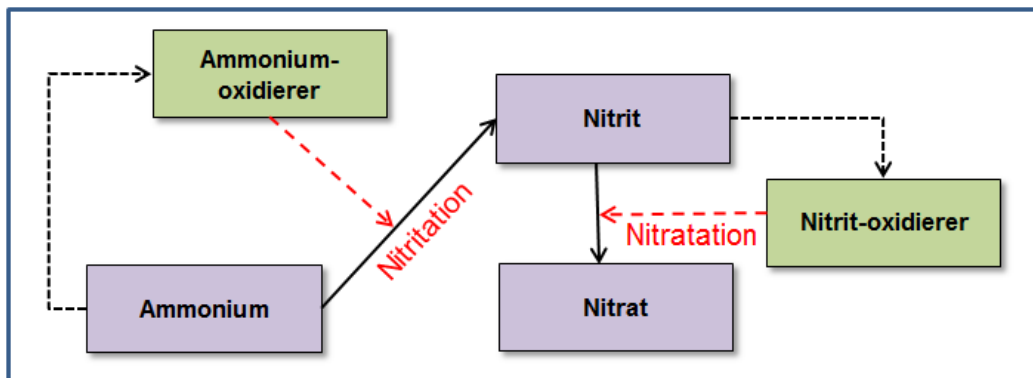 Ammonium-
oxidierer
Nitrit
Nitritation
Nitratation
Nitrit-oxidierer
Ammonium
Nitrat